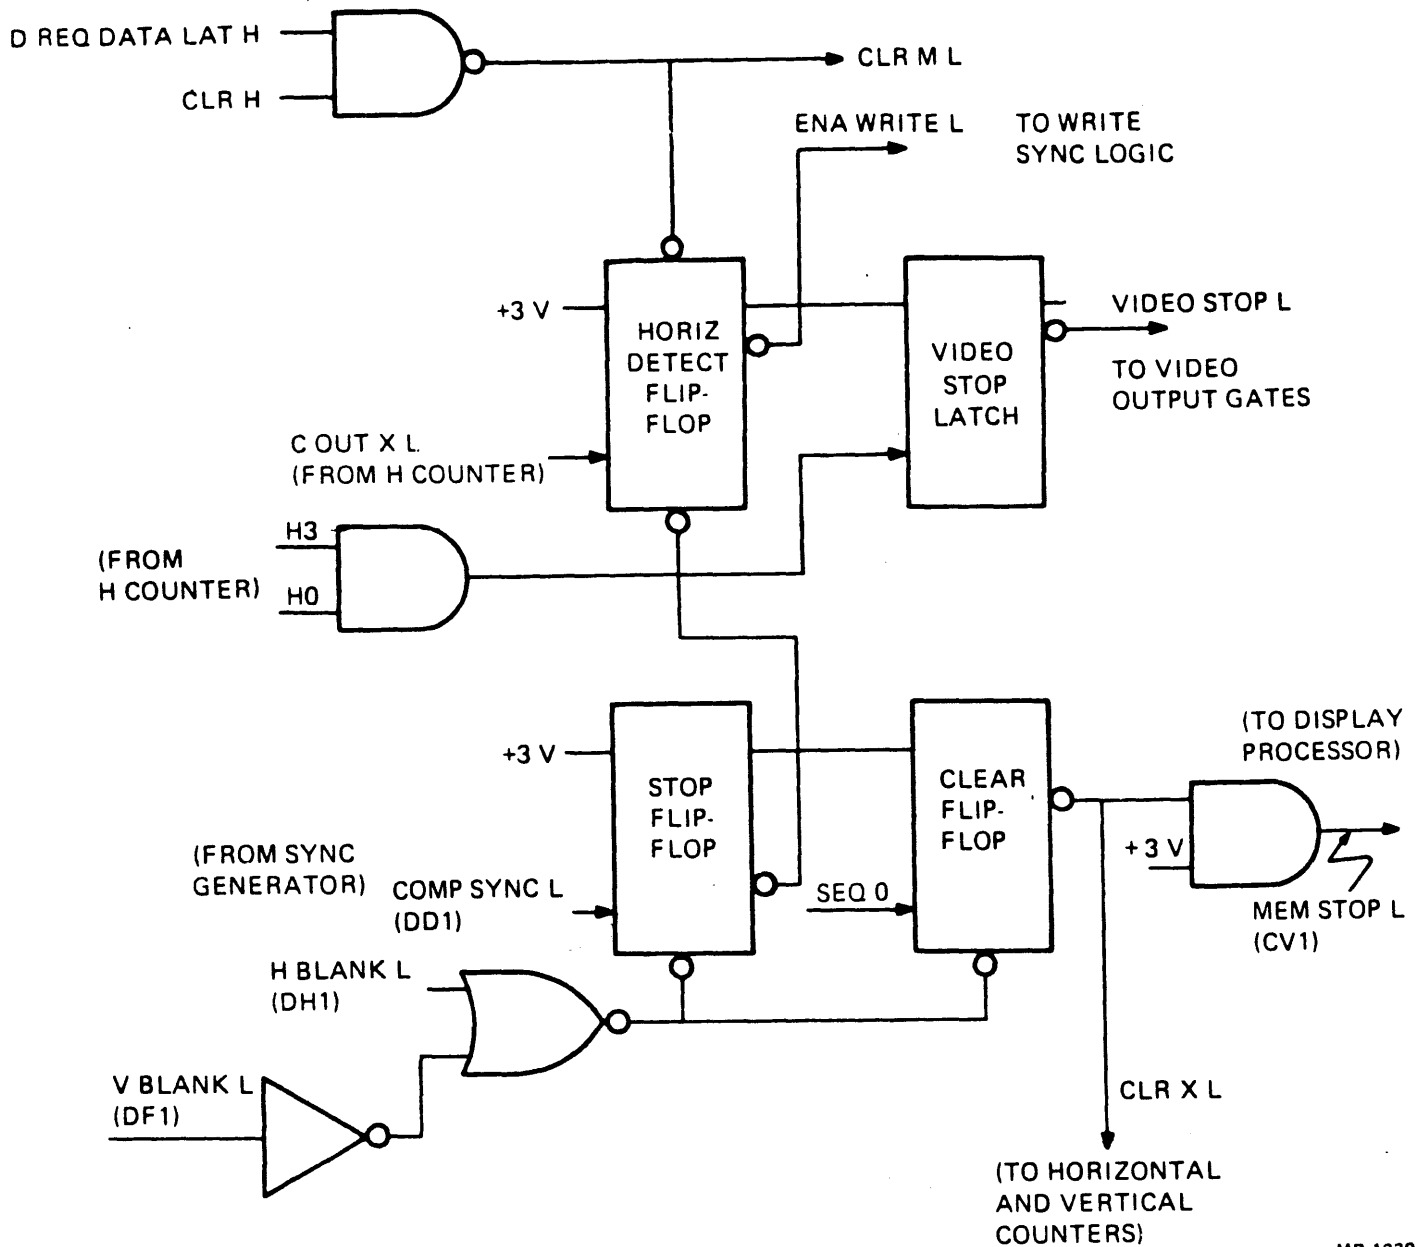 D REQ DATA LAT H
CLR H
CLR M L
ENA WRITE L
TO WRITE
SYNC LOGIC
+3 V
HORIZ
DETECT
FLIP-
FLOP
VIDEO
STOP
LATCH
VIDEO STOP L
TO VIDEO
OUTPUT GATES
C OUT X L
(FROM H COUNTER)
H3
(FROM
H COUNTER)
H0
+3 V
STOP
FLIP-
FLOP
CLEAR
FLIP-
FLOP
(TO DISPLAY
PROCESSOR)
+3 V
(FROM SYNC
GENERATOR)
COMP SYNC L
(DD1)
SEQ 0
MEM STOP L
(CV1)
H BLANK L
(DH1)
V BLANK L
(DF1)
CLR X L
(TO HORIZONTAL
AND VERTICAL
COUNTERS)